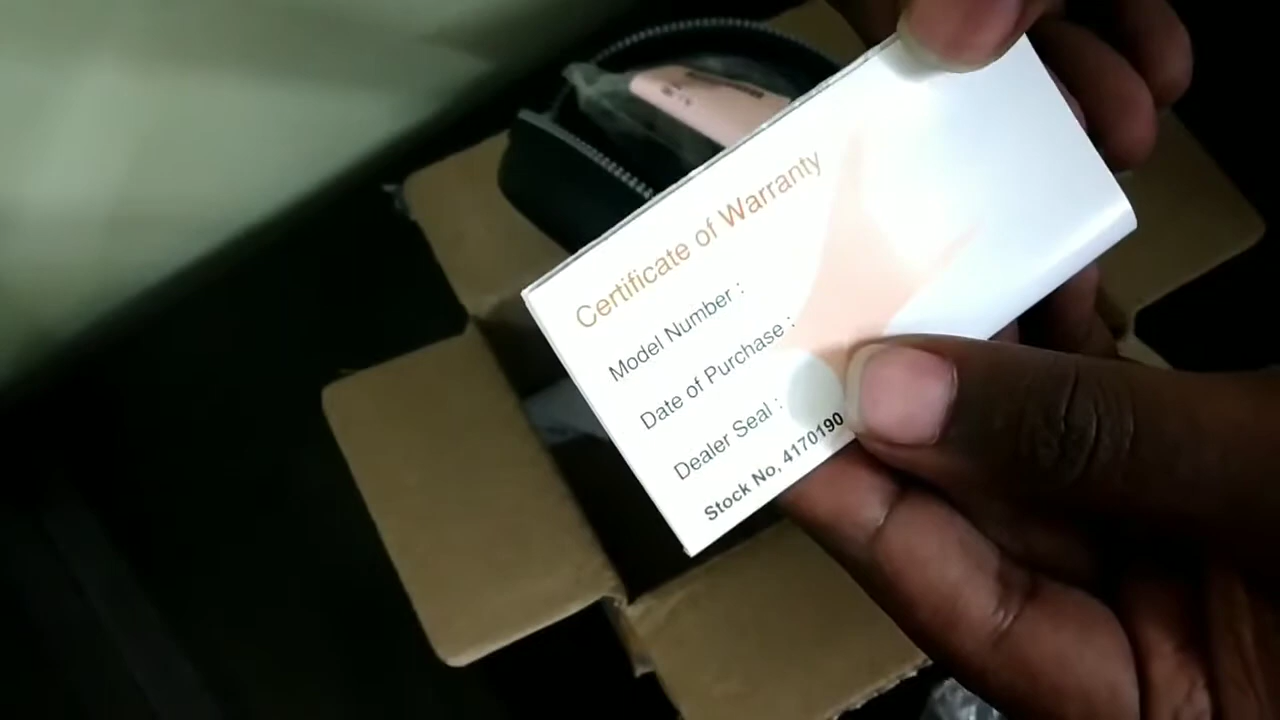 Certificate of Warranty
Model Number :
Date of Purchase :
Dealer Seal :
Stock No, 4170190